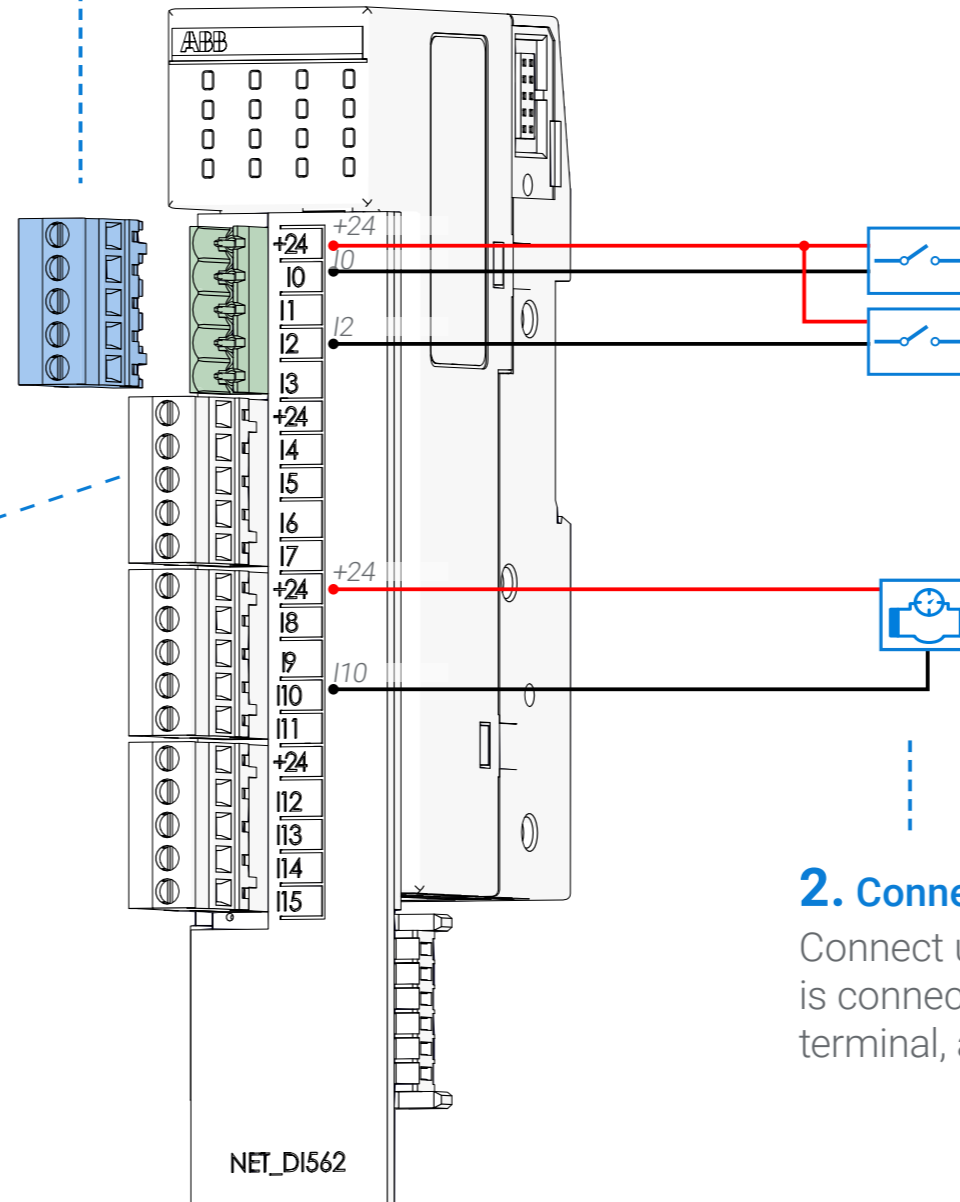 ABB
+24
+24
I0
I0
I1
I2
I2
I3
+24
I4
I5
I6
I7
+24
+24
I8
I9
I10
I10
I11
+24
I12
I13
I14
I15
2. Conne
Connect u
is connec
terminal, a
NET_DI562